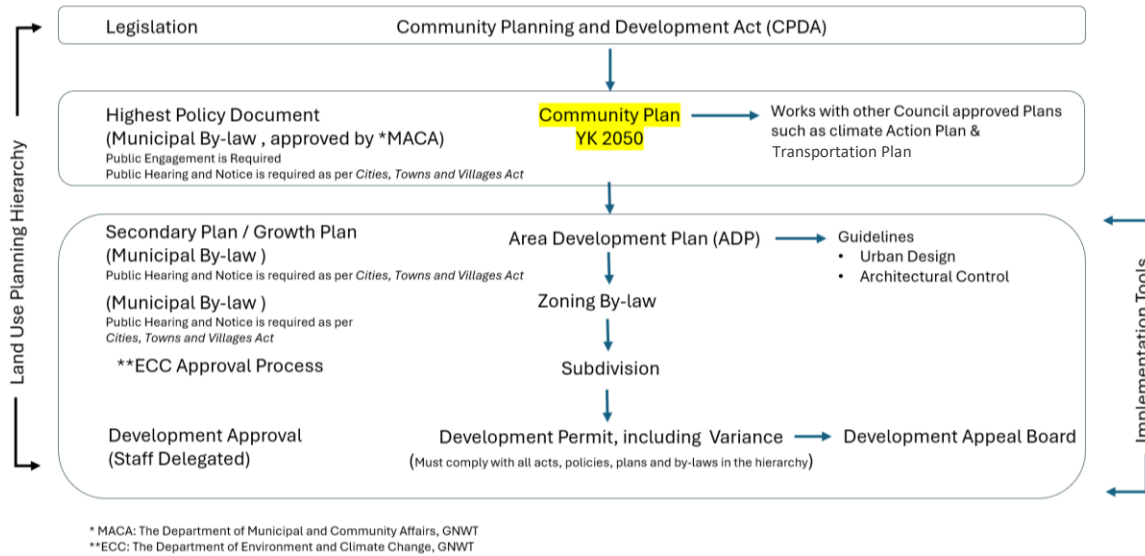 Land Use Planning Hierarchy
Legislation
Community Planning and Development Act (CPDA)
Highest Policy Document
(Municipal By-law , approved by *MACA)
Public Engagement is Required
Public Hearing and Notice is required as per Cities, Towns and Villages Act
Community Plan
YK 2050
Works with other Council approved Plans
such as climate Action Plan &
Transportation Plan
Secondary Plan / Growth Plan
(Municipal By-law )
Public Hearing and Notice is required as per Cities, Towns and Villages Act
Area Development Plan (ADP)
Guidelines
• Urban Design
• Architectural Control
(Municipal By-law )
Public Hearing and Notice is required as per
Cities, Towns and Villages Act
Zoning By-law
**ECC Approval Process
Subdivision
Development Approval
(Staff Delegated)
Development Permit, including Variance
(Must comply with all acts, policies, plans and by-laws in the hierarchy)
Development Appeal Board
Implementation Tools
* MACA: The Department of Municipal and Community Affairs, GNWT
**ECC: The Department of Environment and Climate Change, GNWT